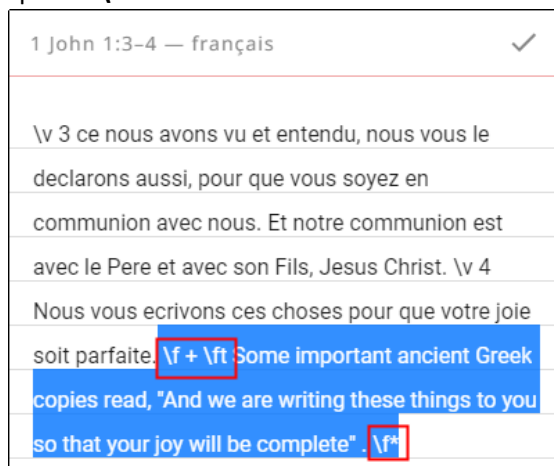 1 John 1:3–4 — français
\v 3 ce nous avons vu et entendu, nous vous le
declarons aussi, pour que vous soyez en
communion avec nous. Et notre communion est
avec le Pere et avec son Fils, Jesus Christ. \v 4
Nous vous ecrivons ces choses pour que votre joie
soit parfaite. \f + \ft Some important ancient Greek
copies read, "And we are writing these things to you
so that your joy will be complete" . \f*